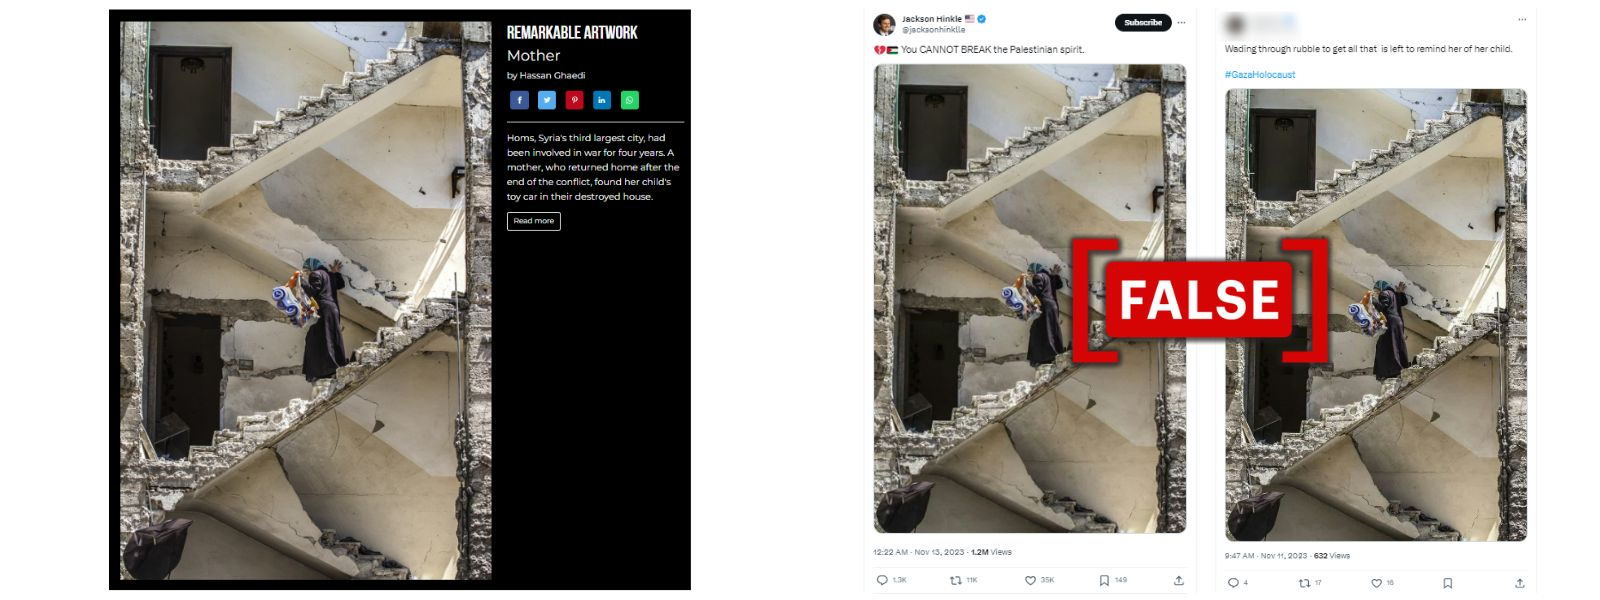 REMARKABLE ARTWORK
Mother
by Hassan Ghaedi
Homs, Syria's third largest city, had
been involved in war for four years. A
mother, who returned home after the
end of the conflict, found her child's
toy car in their destroyed house.
Read more
Jackson Hinkle
@jacksonhinklle
Subscribe
You CANNOT BREAK the Palestinian spirit.
12:22 AM · Nov 13, 2023 · 1.2M Views
1.3K 11K 35K 149
Wading through rubble to get all that is left to remind her of her child.
#GazaHolocaust
9:47 AM · Nov 11, 2023 · 632 Views
4 17 16
FALSE